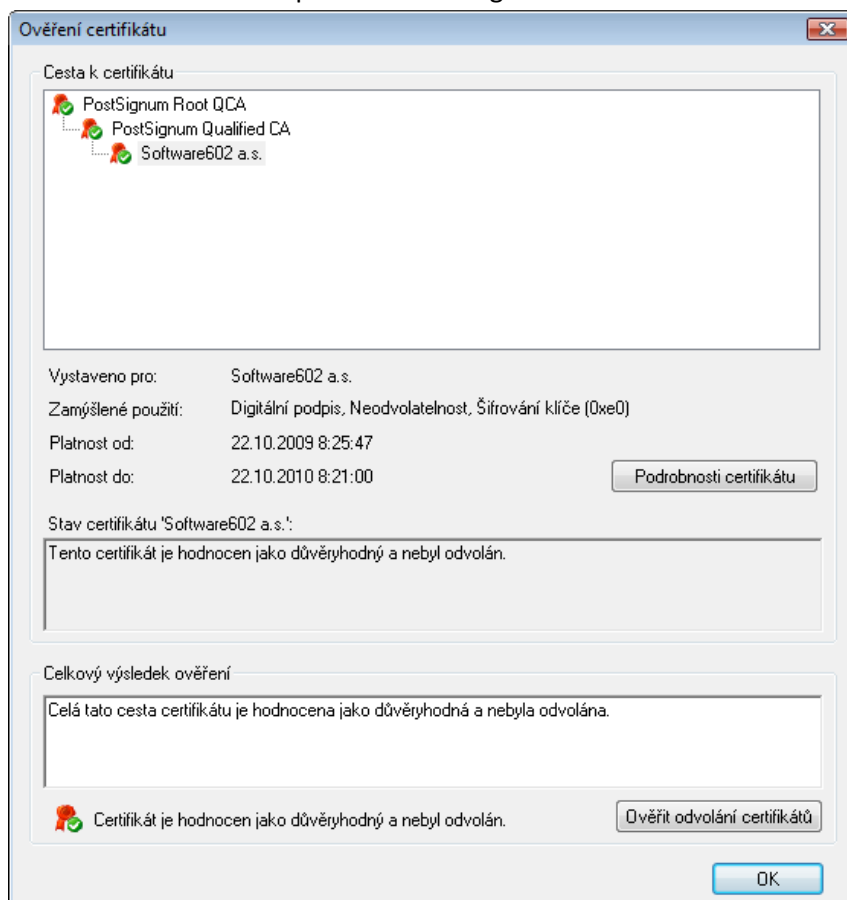 Ověření certifikátu
Cesta k certifikátu
PostSignum Root QCA
PostSignum Qualified CA
Software602 a.s.
Vystaveno pro: Software602 a.s.
Zamýšlené použití: Digitální podpis, Neodvolatelnost, Šifrování klíče (0xe0)
Platnost od: 22.10.2009 8:25:47
Platnost do: 22.10.2010 8:21:00
Podrobnosti certifikátu
Stav certifikátu 'Software602 a.s.':
Tento certifikát je hodnocen jako důvěryhodný a nebyl odvolán.
Celkový výsledek ověření
Celá tato cesta certifikátu je hodnocena jako důvěryhodná a nebyla odvolána.
Certifikát je hodnocen jako důvěryhodný a nebyl odvolán.
Ověřit odvolání certifikátů
OK